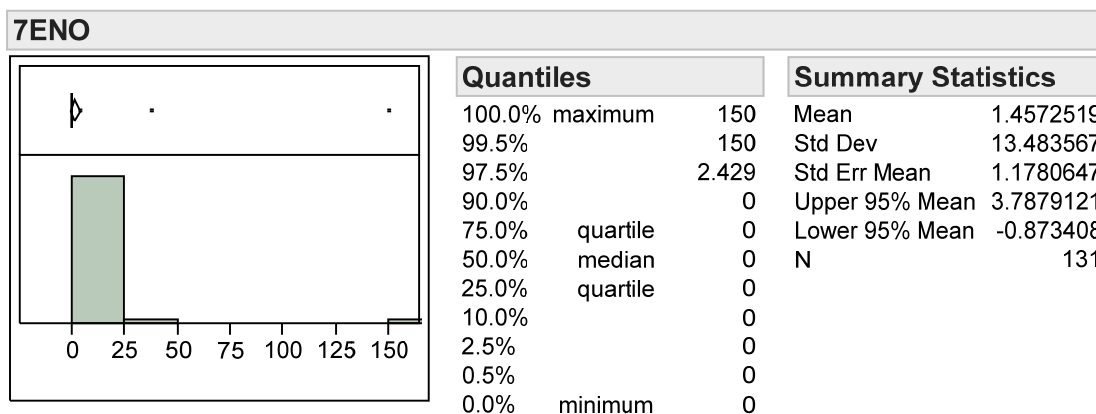 7ENO
0 25 50 75 100 125 150
Quantiles
100.0% maximum 150
99.5% 150
97.5% 2.429
90.0% 0
75.0% quartile 0
50.0% median 0
25.0% quartile 0
10.0% 0
2.5% 0
0.5% 0
0.0% minimum 0
Summary Statistics
Mean 1.4572519
Std Dev 13.483567
Std Err Mean 1.1780647
Upper 95% Mean 3.7879121
Lower 95% Mean -0.873408
N 131